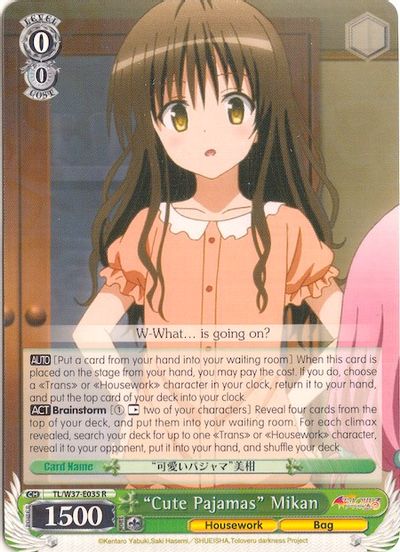 LEVEL
0
0
COST
W-What... is going on?
AUTO [Put a card from your hand into your waiting room] When this card is
placed on the stage from your hand, you may pay the cost. If you do, choose
a «Trans» or «Housework» character in your clock, return it to your hand,
and put the top card of your deck into your clock.
ACT Brainstorm [① two of your characters] Reveal four cards from the
top of your deck, and put them into your waiting room. For each climax
revealed, search your deck for up to one «Trans» or «Housework» character,
reveal it to your opponent, put it into your hand, and shuffle your deck.
Card Name
“可愛いパジャマ”美柑
CH TL/W37-E035 R
1500
“Cute Pajamas” Mikan
Housework
Bag
©Kentaro Yabuki,Saki Hasemi／SHUEISHA,Toloveru darkness Project